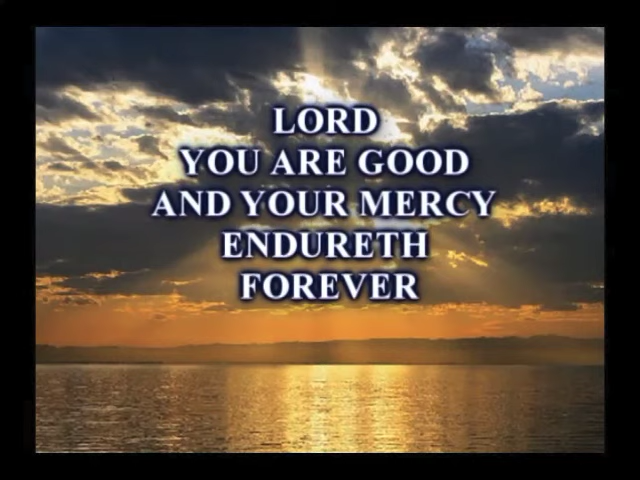 LORD
YOU ARE GOOD
AND YOUR MERCY
ENDURETH
FOREVER